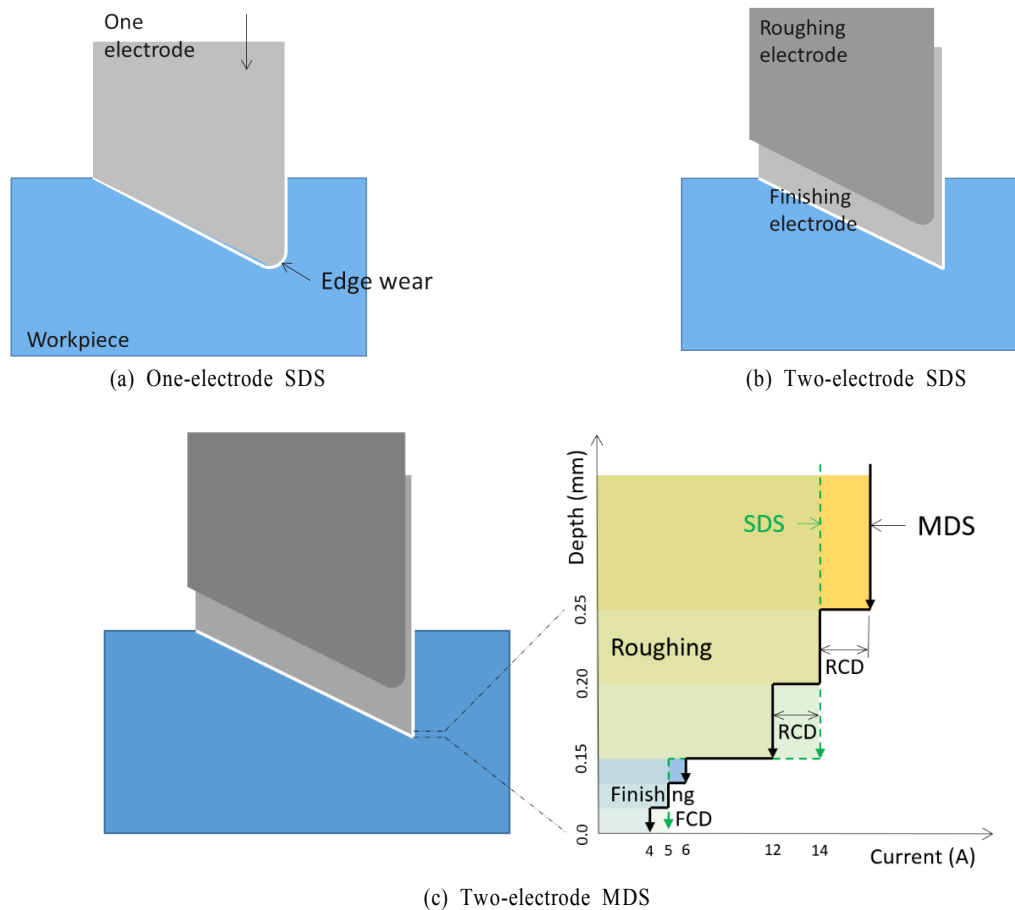 One
electrode
Edge wear
Workpiece
(a) One-electrode SDS
Roughing
electrode
Finishing
electrode
(b) Two-electrode SDS
Depth (mm)
0.25
0.20
0.15
0.0
SDS
MDS
Roughing
RCD
RCD
Finishing
FCD
4 5 6 12 14
Current (A)
(c) Two-electrode MDS